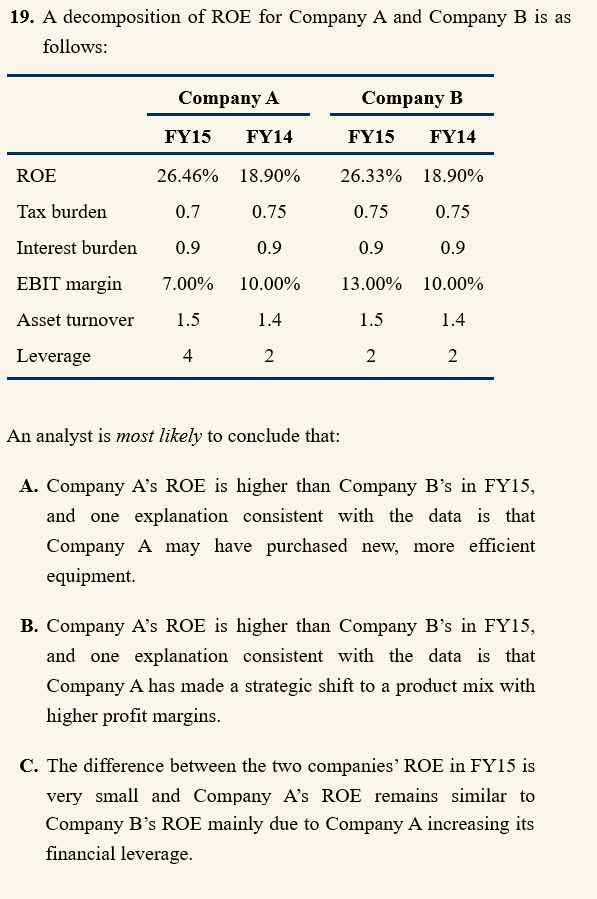 19. A decomposition of ROE for Company A and Company B is as
follows:
Company A Company B
FY15 FY14 FY15 FY14
ROE 26.46% 18.90% 26.33% 18.90%
Tax burden 0.7 0.75 0.75 0.75
Interest burden 0.9 0.9 0.9 0.9
EBIT margin 7.00% 10.00% 13.00% 10.00%
Asset turnover 1.5 1.4 1.5 1.4
Leverage 4 2 2 2
An analyst is most likely to conclude that:
A. Company A’s ROE is higher than Company B’s in FY15,
and one explanation consistent with the data is that
Company A may have purchased new, more efficient
equipment.
B. Company A’s ROE is higher than Company B’s in FY15,
and one explanation consistent with the data is that
Company A has made a strategic shift to a product mix with
higher profit margins.
C. The difference between the two companies’ ROE in FY15 is
very small and Company A’s ROE remains similar to
Company B’s ROE mainly due to Company A increasing its
financial leverage.